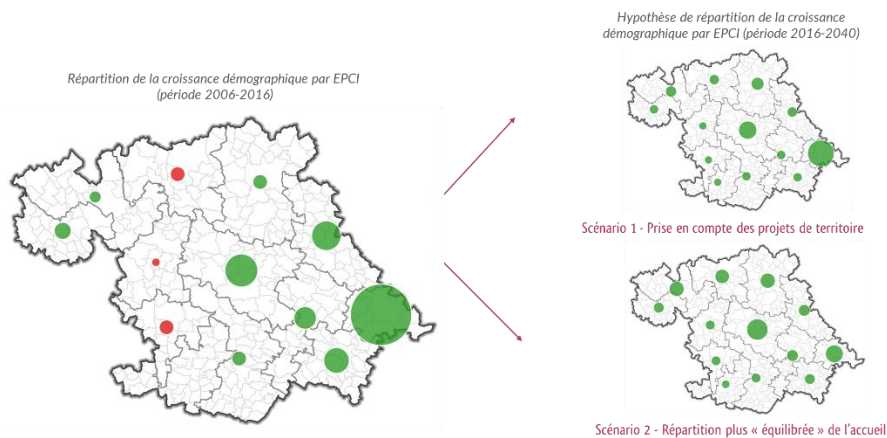 Répartition de la croissance démographique par EPCI
(période 2006-2016)
Hypothèse de répartition de la croissance
démographique par EPCI (période 2016-2040)
Scénario 1 - Prise en compte des projets de territoire
Scénario 2 - Répartition plus « équilibrée » de l'accueil